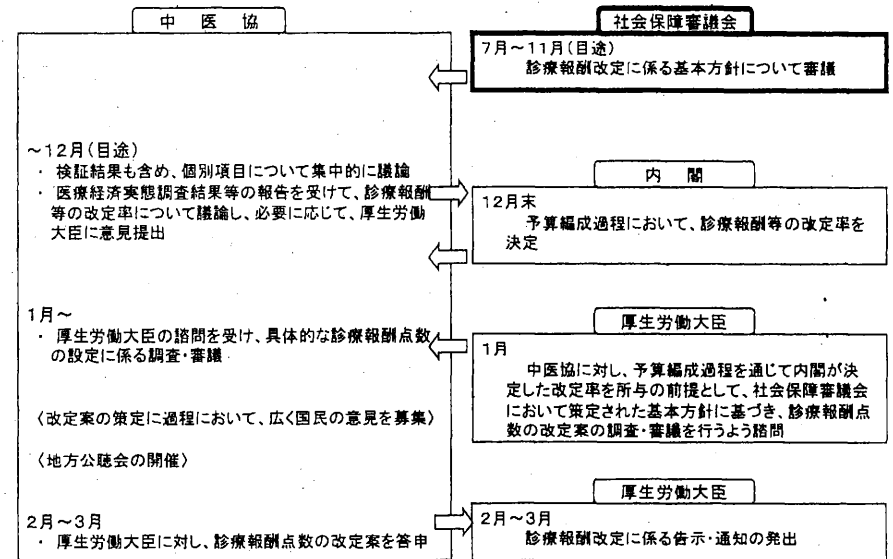 中医協
~12月(目途)
・ 検証結果も含め、個別項目について集中的に議論
・ 医療経済実態調査結果等の報告を受けて、診療報酬
等の改定率について議論し、必要に応じて、厚生労働
大臣に意見提出
1月~
・ 厚生労働大臣の諮問を受け、具体的な診療報酬点数
の設定に係る調査・審議
〈改定案の策定に過程において、広く国民の意見を募集〉
〈地方公聴会の開催〉
2月~3月
・ 厚生労働大臣に対し、診療報酬点数の改定案を答申
社会保障審議会
7月~11月(目途)
診療報酬改定に係る基本方針について審議
内閣
12月末
予算編成過程において、診療報酬等の改定率を
決定
厚生労働大臣
1月
中医協に対し、予算編成過程を通じて内閣が決
定した改定率を所与の前提として、社会保障審議会
において策定された基本方針に基づき、診療報酬点
数の改定案の調査・審議を行うよう諮問
厚生労働大臣
2月~3月
診療報酬改定に係る告示・通知の発出